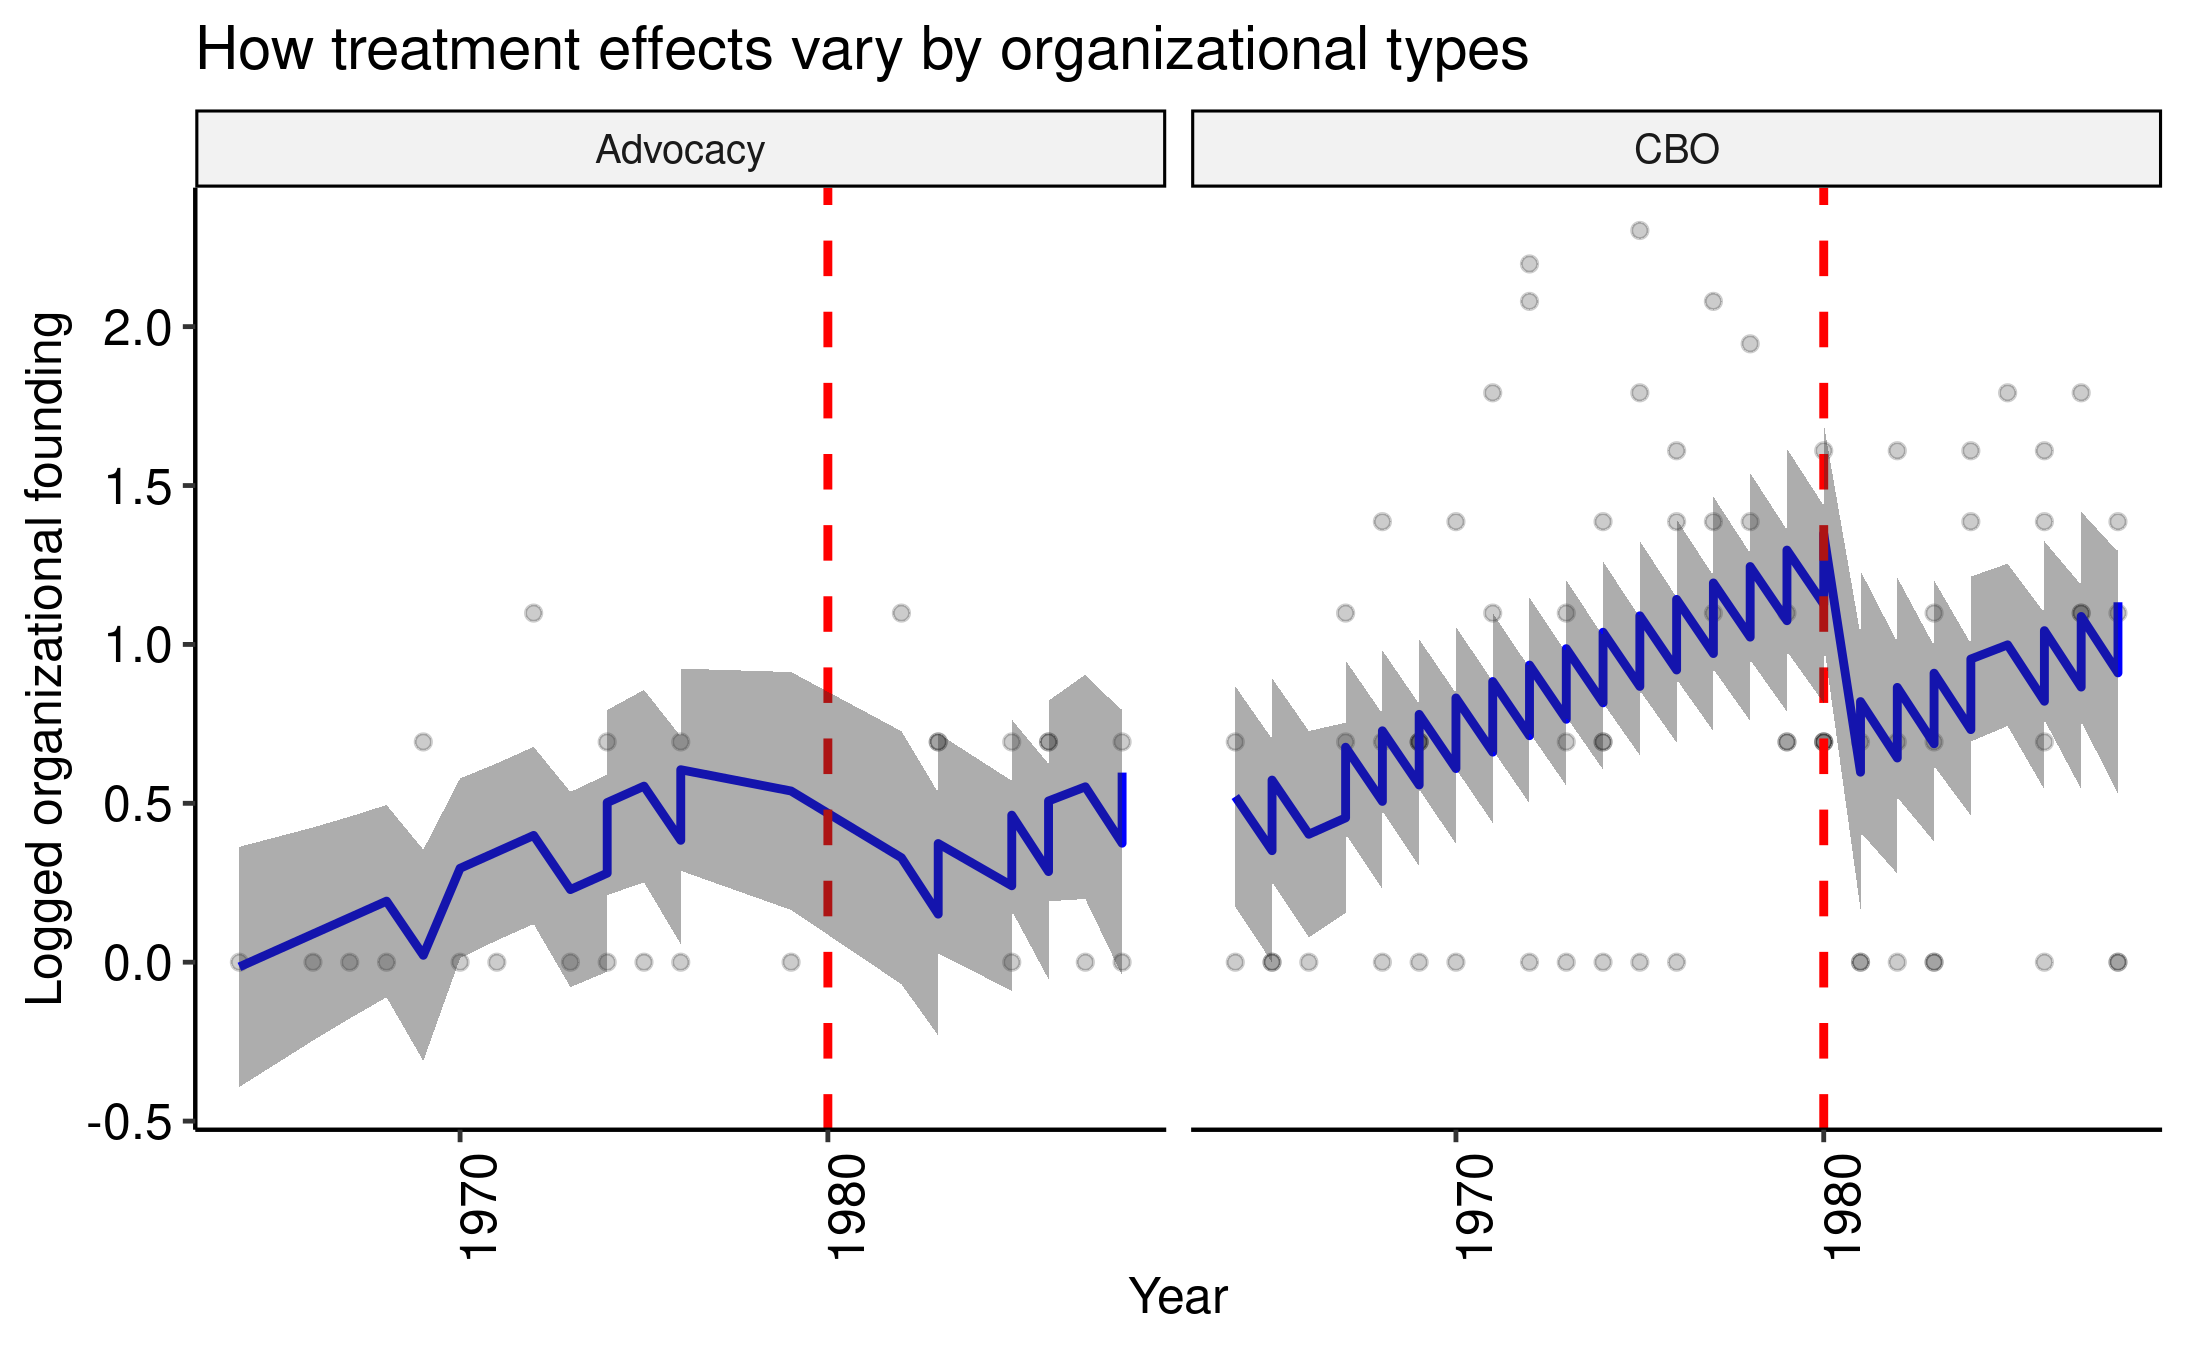 How treatment effects vary by organizational types
Advocacy
CBO
Logged organizational founding
2.0
1.5
1.0
0.5
0.0
-0.5
1970
1980
1970
1980
Year